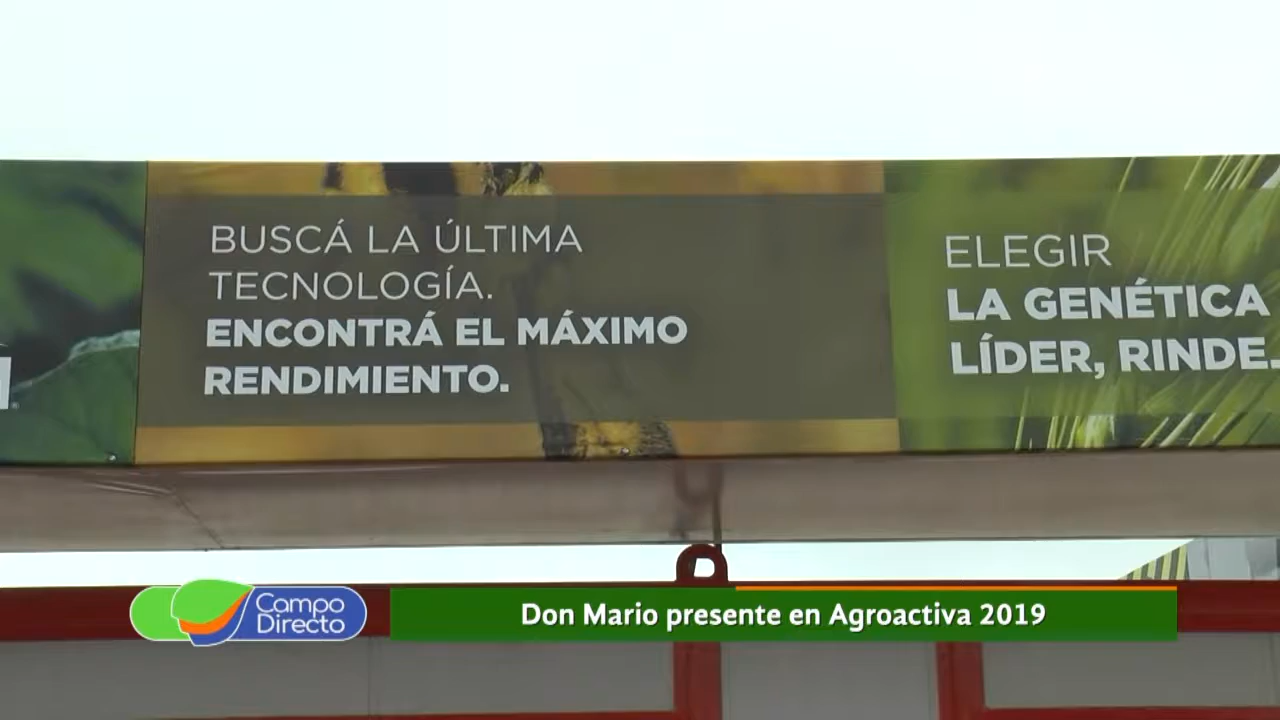 BUSCÁ LA ÚLTIMA
TECNOLOGÍA.
ENCONTRÁ EL MÁXIMO
RENDIMIENTO.
ELEGIR
LA GENÉTICA
LÍDER, RINDE.
Campo
Directo
Don Mario presente en Agroactiva 2019